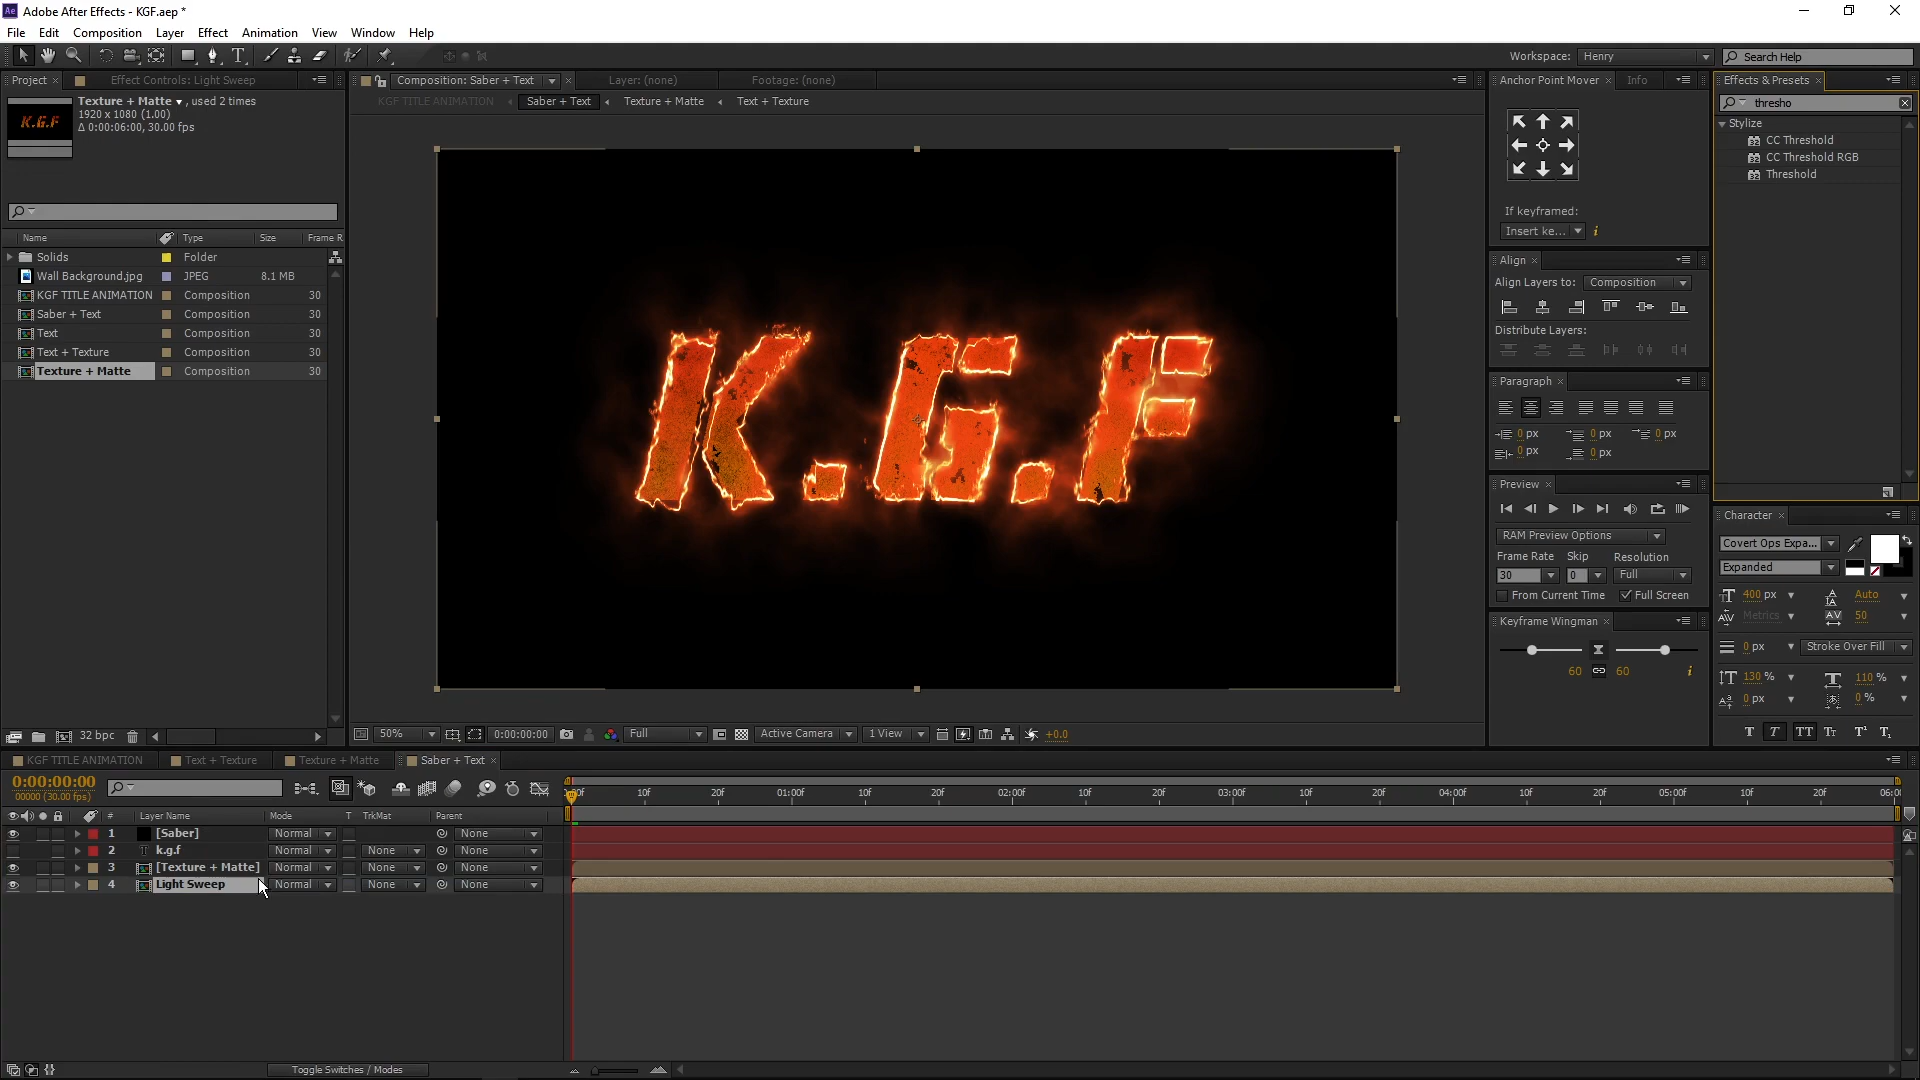 Adobe After Effects - KGF.aep *
File Edit Composition Layer Effect Animation View Window Help
Workspace: Henry Search Help
Project Effect Controls: Light Sweep
Composition: Saber + Text Layer: (none) Footage: (none)
Anchor Point Mover Info Effects & Presets
Texture + Matte , used 2 times
1920 x 1080 (1.00)
Δ 0:00:06:00, 30.00 fps
KGF TITLE ANIMATION Saber + Text Texture + Matte Text + Texture
thresho
Stylize
CC Threshold
CC Threshold RGB
Threshold
If keyframed:
Insert ke...
Name Type Size Frame R
Solids Folder
Wall Background.jpg JPEG 8.1 MB
KGF TITLE ANIMATION Composition 30
Saber + Text Composition 30
Text Composition 30
Text + Texture Composition 30
Texture + Matte Composition 30
K.G.F
K.G.F
Align
Align Layers to: Composition
Distribute Layers:
Paragraph
0 px 0 px 0 px
0 px 0 px
Preview
RAM Preview Options
Frame Rate Skip Resolution
30 0 Full
From Current Time Full Screen
Keyframe Wingman
60 60
Character
Covert Ops Expa...
Expanded
400 px Auto
Metrics 50
0 px Stroke Over Fill
130 % 110 %
0 px 0 %
T T TT Tt T¹ T₁
32 bpc
50% 0:00:00:00 Full Active Camera 1 View +0.0
KGF TITLE ANIMATION Text + Texture Texture + Matte Saber + Text
0:00:00:00
00000 (30.00 fps)
10f 20f 01:00f 10f 20f 02:00f 10f 20f 03:00f 10f 20f 04:00f 10f 20f 05:00f 10f 20f
# Layer Name Mode T TrkMat Parent
1 [Saber] Normal None
2 k.g.f Normal None None
3 [Texture + Matte] Normal None None
4 Light Sweep Normal None None
Toggle Switches / Modes